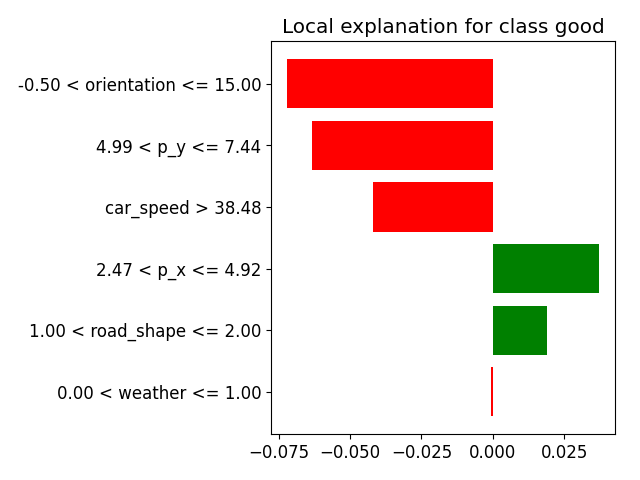 Local explanation for class good
-0.50 < orientation <= 15.00
4.99 < p_y <= 7.44
car_speed > 38.48
2.47 < p_x <= 4.92
1.00 < road_shape <= 2.00
0.00 < weather <= 1.00
−0.075 −0.050 −0.025 0.000 0.025